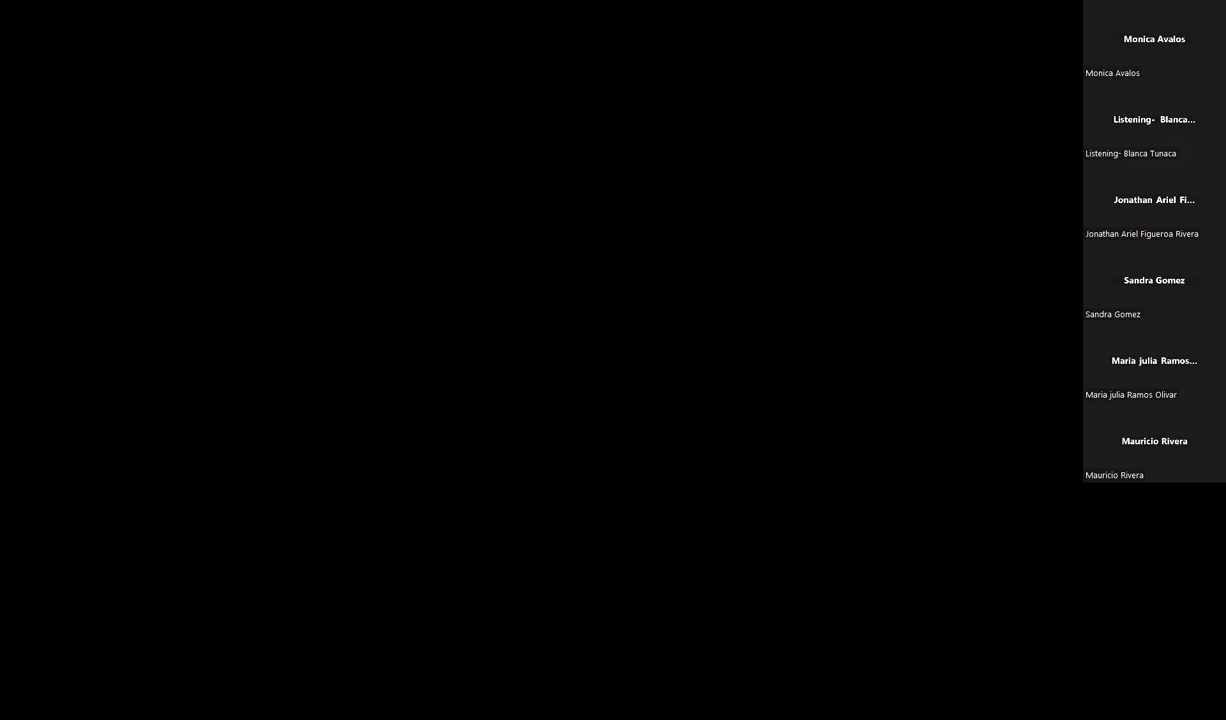 Monica Avalos
Monica Avalos
Listening- Blanca...
Listening- Blanca Tunaca
Jonathan Ariel Fi...
Jonathan Ariel Figueroa Rivera
Sandra Gomez
Sandra Gomez
Maria julia Ramos...
Maria julia Ramos Olivar
Mauricio Rivera
Mauricio Rivera